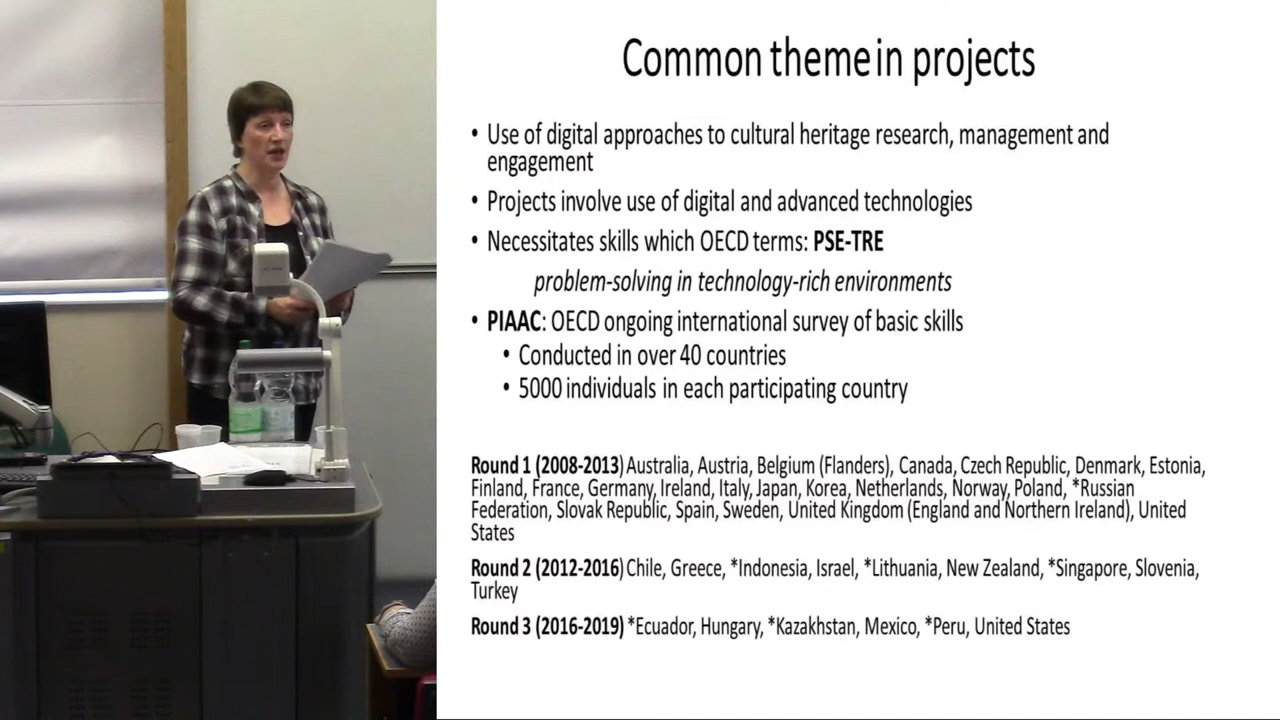 Common theme in projects
• Use of digital approaches to cultural heritage research, management and
engagement
• Projects involve use of digital and advanced technologies
• Necessitates skills which OECD terms: PSE-TRE
problem-solving in technology-rich environments
• PIAAC: OECD ongoing international survey of basic skills
• Conducted in over 40 countries
• 5000 individuals in each participating country
Round 1 (2008-2013) Australia, Austria, Belgium (Flanders), Canada, Czech Republic, Denmark, Estonia,
Finland, France, Germany, Ireland, Italy, Japan, Korea, Netherlands, Norway, Poland, *Russian
Federation, Slovak Republic, Spain, Sweden, United Kingdom (England and Northern Ireland), United
States
Round 2 (2012-2016) Chile, Greece, *Indonesia, Israel, *Lithuania, New Zealand, *Singapore, Slovenia,
Turkey
Round 3 (2016-2019) *Ecuador, Hungary, *Kazakhstan, Mexico, *Peru, United States